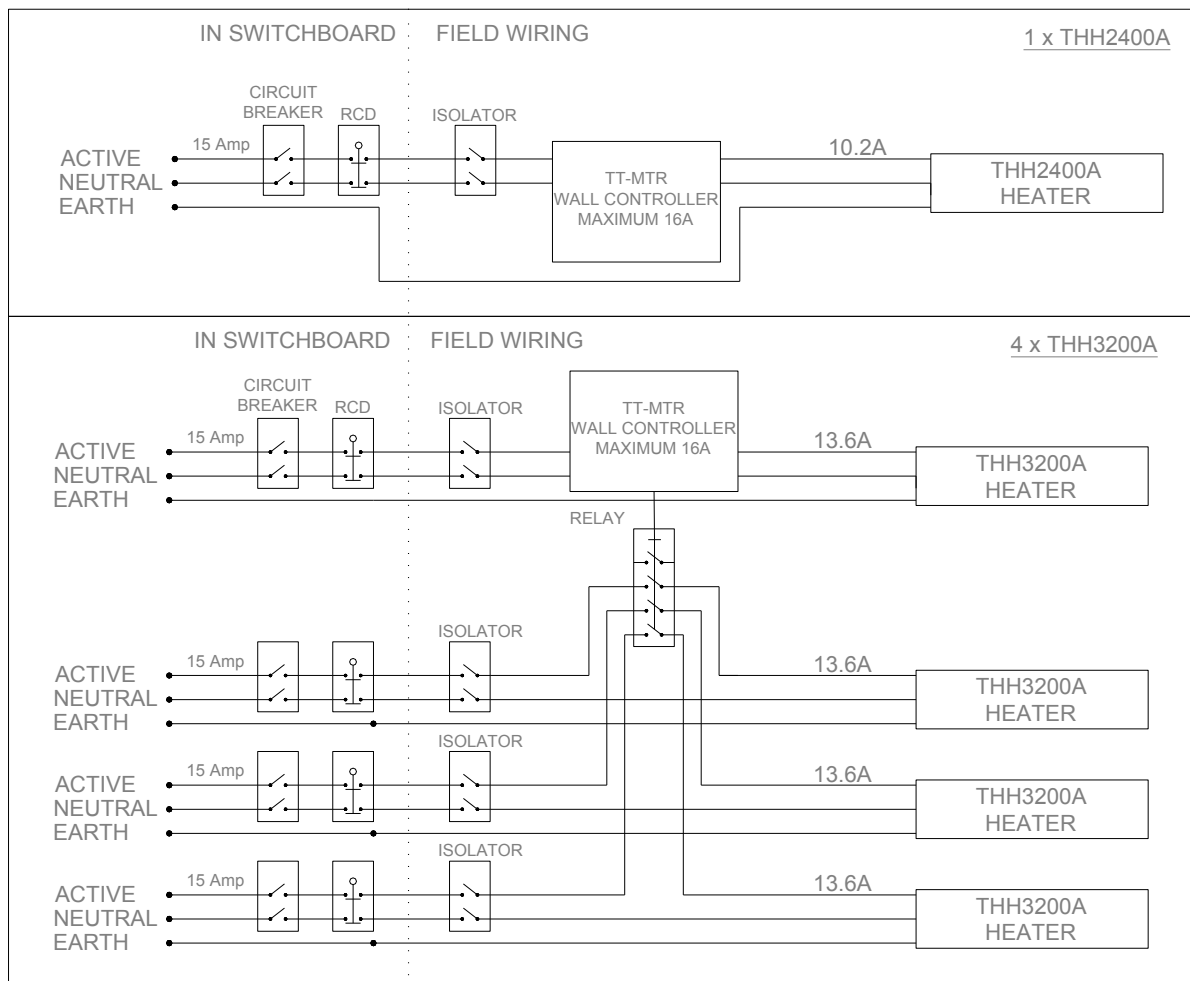 IN SWITCHBOARD
FIELD WIRING
1 x THH2400A
CIRCUIT
BREAKER
RCD
ISOLATOR
15 Amp
ACTIVE
NEUTRAL
EARTH
TT-MTR
WALL CONTROLLER
MAXIMUM 16A
10.2A
THH2400A
HEATER
IN SWITCHBOARD
FIELD WIRING
4 x THH3200A
CIRCUIT
BREAKER
RCD
ISOLATOR
15 Amp
ACTIVE
NEUTRAL
EARTH
TT-MTR
WALL CONTROLLER
MAXIMUM 16A
13.6A
THH3200A
HEATER
RELAY
ISOLATOR
15 Amp
ACTIVE
NEUTRAL
EARTH
13.6A
THH3200A
HEATER
ISOLATOR
15 Amp
ACTIVE
NEUTRAL
EARTH
13.6A
THH3200A
HEATER
ISOLATOR
15 Amp
ACTIVE
NEUTRAL
EARTH
13.6A
THH3200A
HEATER